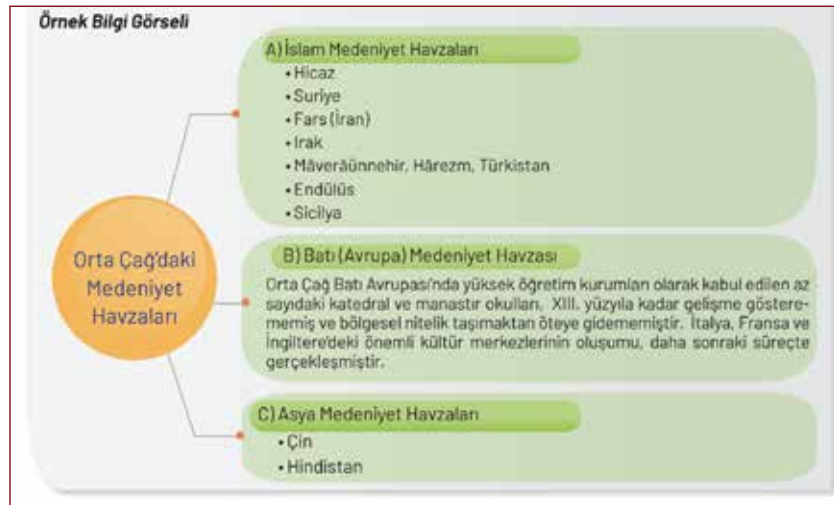 Örnek Bilgi Görseli
Orta Çağ'daki
Medeniyet
Havzaları
A) İslam Medeniyet Havzaları
• Hicaz
• Suriye
• Fars (İran)
• Irak
• Mâverâünnehir, Hârezm, Türkistan
• Endülüs
• Sicilya
B) Batı (Avrupa) Medeniyet Havzası
Orta Çağ Batı Avrupası'nda yüksek öğretim kurumları olarak kabul edilen az
sayıdaki katedral ve manastır okulları, XIII. yüzyıla kadar gelişme göstere-
memiş ve bölgesel nitelik taşımaktan öteye gidememiştir. İtalya, Fransa ve
İngiltere'deki önemli kültür merkezlerinin oluşumu, daha sonraki süreçte
gerçekleşmiştir.
C) Asya Medeniyet Havzaları
• Çin
• Hindistan